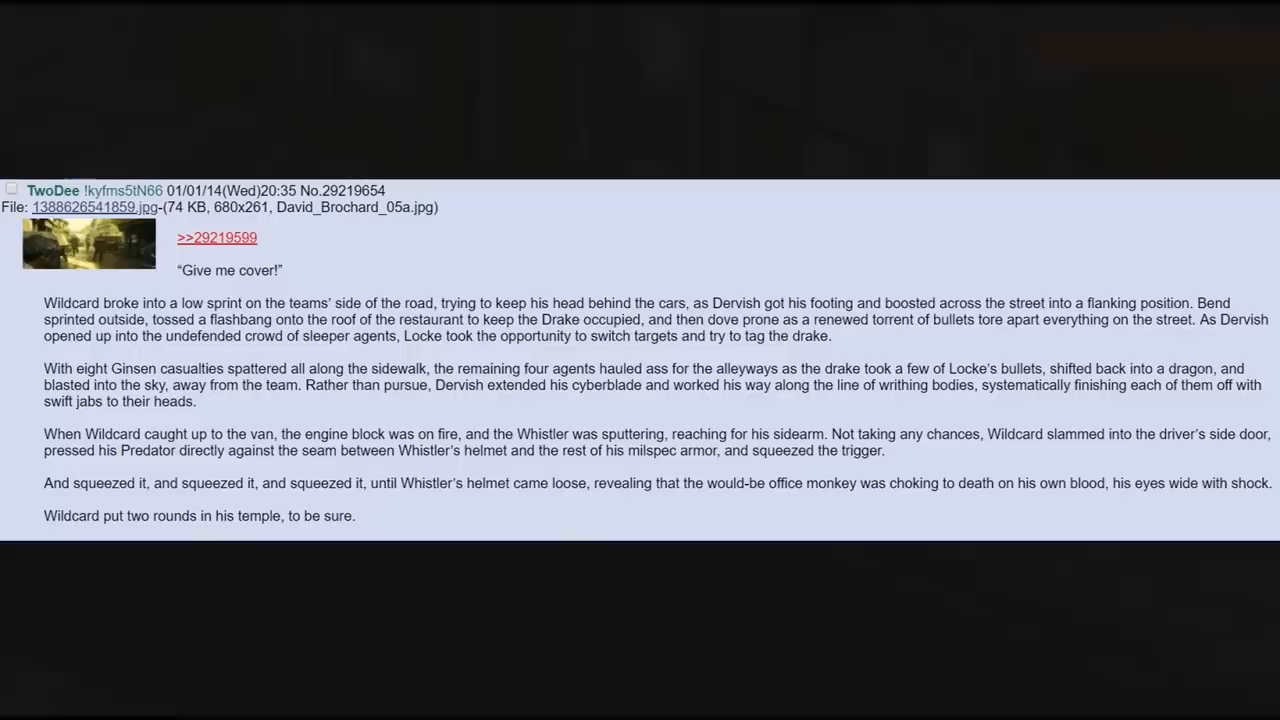 TwoDee !kyfms5tN66 01/01/14(Wed)20:35 No.29219654
File: 1388626541859.jpg-(74 KB, 680x261, David_Brochard_05a.jpg)
>>29219599
“Give me cover!”
Wildcard broke into a low sprint on the teams’ side of the road, trying to keep his head behind the cars, as Dervish got his footing and boosted across the street into a flanking position. Bend
sprinted outside, tossed a flashbang onto the roof of the restaurant to keep the Drake occupied, and then dove prone as a renewed torrent of bullets tore apart everything on the street. As Dervish
opened up into the undefended crowd of sleeper agents, Locke took the opportunity to switch targets and try to tag the drake.
With eight Ginsen casualties spattered all along the sidewalk, the remaining four agents hauled ass for the alleyways as the drake took a few of Locke’s bullets, shifted back into a dragon, and
blasted into the sky, away from the team. Rather than pursue, Dervish extended his cyberblade and worked his way along the line of writhing bodies, systematically finishing each of them off with
swift jabs to their heads.
When Wildcard caught up to the van, the engine block was on fire, and the Whistler was sputtering, reaching for his sidearm. Not taking any chances, Wildcard slammed into the driver’s side door,
pressed his Predator directly against the seam between Whistler’s helmet and the rest of his milspec armor, and squeezed the trigger.
And squeezed it, and squeezed it, and squeezed it, until Whistler’s helmet came loose, revealing that the would-be office monkey was choking to death on his own blood, his eyes wide with shock.
Wildcard put two rounds in his temple, to be sure.